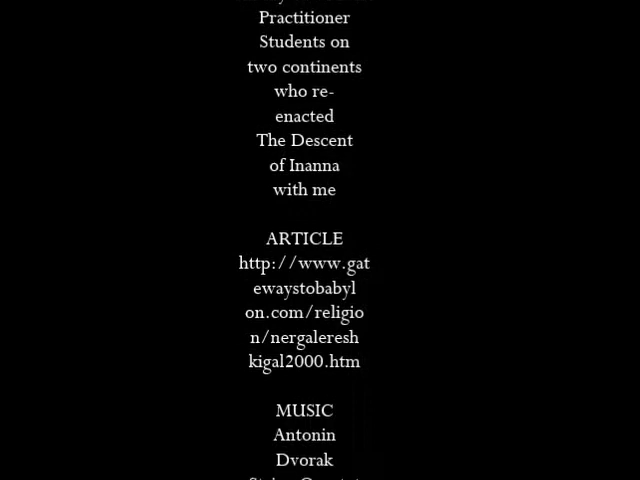 Practitioner
Students on
two continents
who re-
enacted
The Descent
of Inanna
with me
ARTICLE
http://www.gat
ewaystobabyl
on.com/religio
n/nergaleresh
kigal2000.htm
MUSIC
Antonin
Dvorak